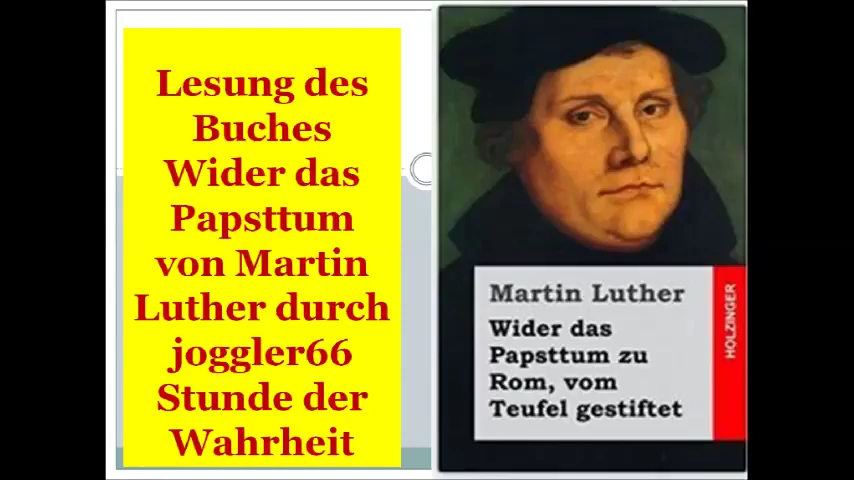 Lesung des
Buches
Wider das
Papsttum
von Martin
Luther durch
joggler66
Stunde der
Wahrheit
Martin Luther
Wider das
Papsttum zu
Rom, vom
Teufel gestiftet
HOLZINGER